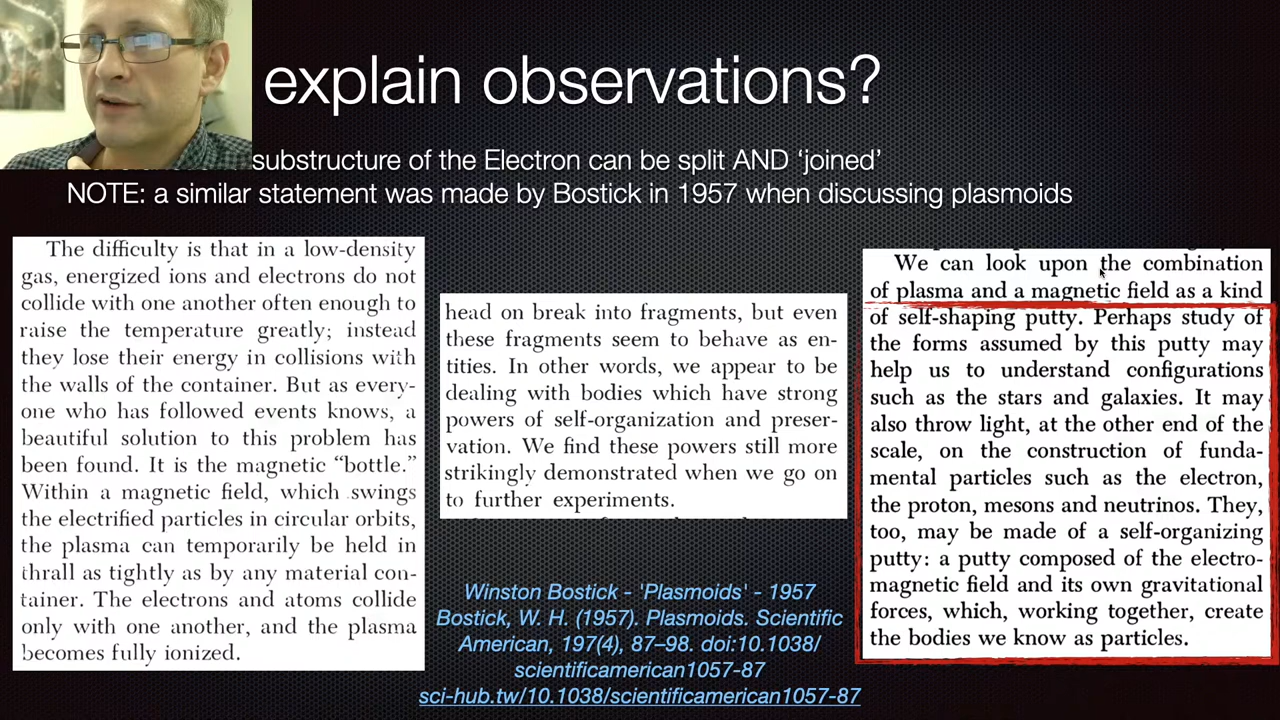 explain observations?
substructure of the Electron can be split AND ‘joined’
NOTE: a similar statement was made by Bostick in 1957 when discussing plasmoids
The difficulty is that in a low-density
gas, energized ions and electrons do not
collide with one another often enough to
raise the temperature greatly; instead
they lose their energy in collisions with
the walls of the container. But as every-
one who has followed events knows, a
beautiful solution to this problem has
been found. It is the magnetic “bottle.”
Within a magnetic field, which swings
the electrified particles in circular orbits,
the plasma can temporarily be held in
thrall as tightly as by any material con-
tainer. The electrons and atoms collide
only with one another, and the plasma
becomes fully ionized.
head on break into fragments, but even
these fragments seem to behave as en-
tities. In other words, we appear to be
dealing with bodies which have strong
powers of self-organization and preser-
vation. We find these powers still more
strikingly demonstrated when we go on
to further experiments.
Winston Bostick - 'Plasmoids' - 1957
Bostick, W. H. (1957). Plasmoids. Scientific
American, 197(4), 87–98. doi:10.1038/
scientificamerican1057-87
sci-hub.tw/10.1038/scientificamerican1057-87
We can look upon the combination
of plasma and a magnetic field as a kind
of self-shaping putty. Perhaps study of
the forms assumed by this putty may
help us to understand configurations
such as the stars and galaxies. It may
also throw light, at the other end of the
scale, on the construction of funda-
mental particles such as the electron,
the proton, mesons and neutrinos. They,
too, may be made of a self-organizing
putty: a putty composed of the electro-
magnetic field and its own gravitational
forces, which, working together, create
the bodies we know as particles.